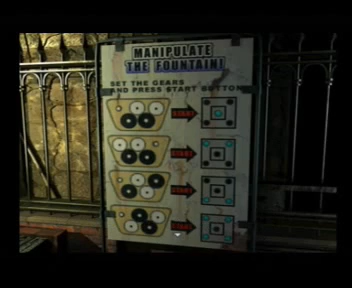 MANIPULATE
THE FOUNTAIN!
SET THE GEARS
AND PRESS START BUTTON
START
START
START
START